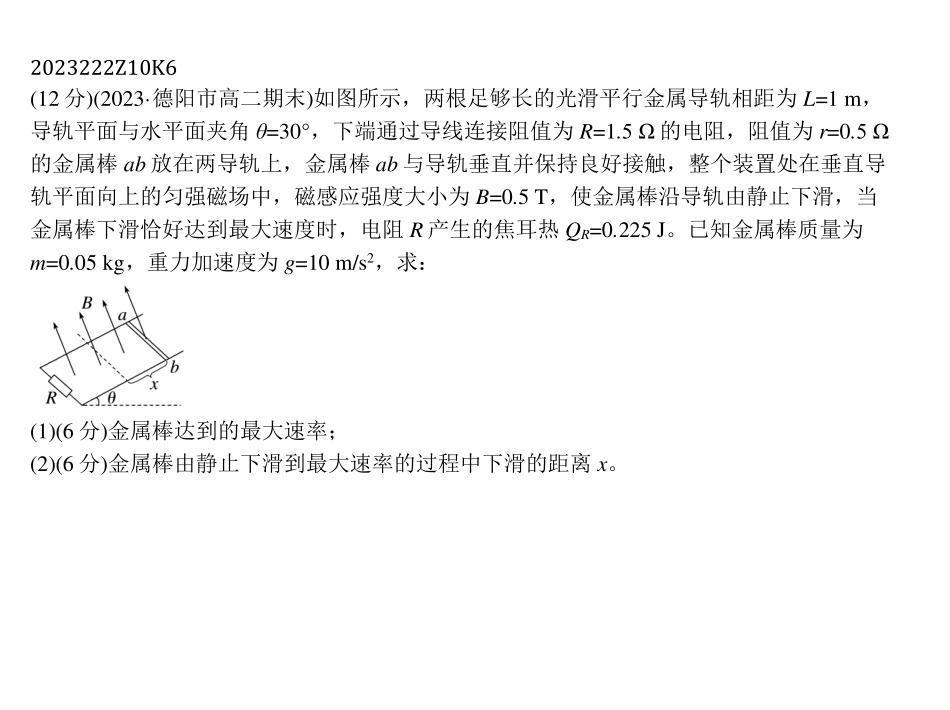 2023222Z10K6
(12 分)(2023·德阳市高二期末)如图所示，两根足够长的光滑平行金属导轨相距为 L=1 m，
导轨平面与水平面夹角 θ=30°，下端通过导线连接阻值为 R=1.5 Ω 的电阻，阻值为 r=0.5 Ω
的金属棒 ab 放在两导轨上，金属棒 ab 与导轨垂直并保持良好接触，整个装置处在垂直导
轨平面向上的匀强磁场中，磁感应强度大小为 B=0.5 T，使金属棒沿导轨由静止下滑，当
金属棒下滑恰好达到最大速度时，电阻 R 产生的焦耳热 Q_R=0.225 J。已知金属棒质量为
m=0.05 kg，重力加速度为 g=10 m/s²，求：
B
a
b
x
R
θ
(1)(6 分)金属棒达到的最大速率；
(2)(6 分)金属棒由静止下滑到最大速率的过程中下滑的距离 x。